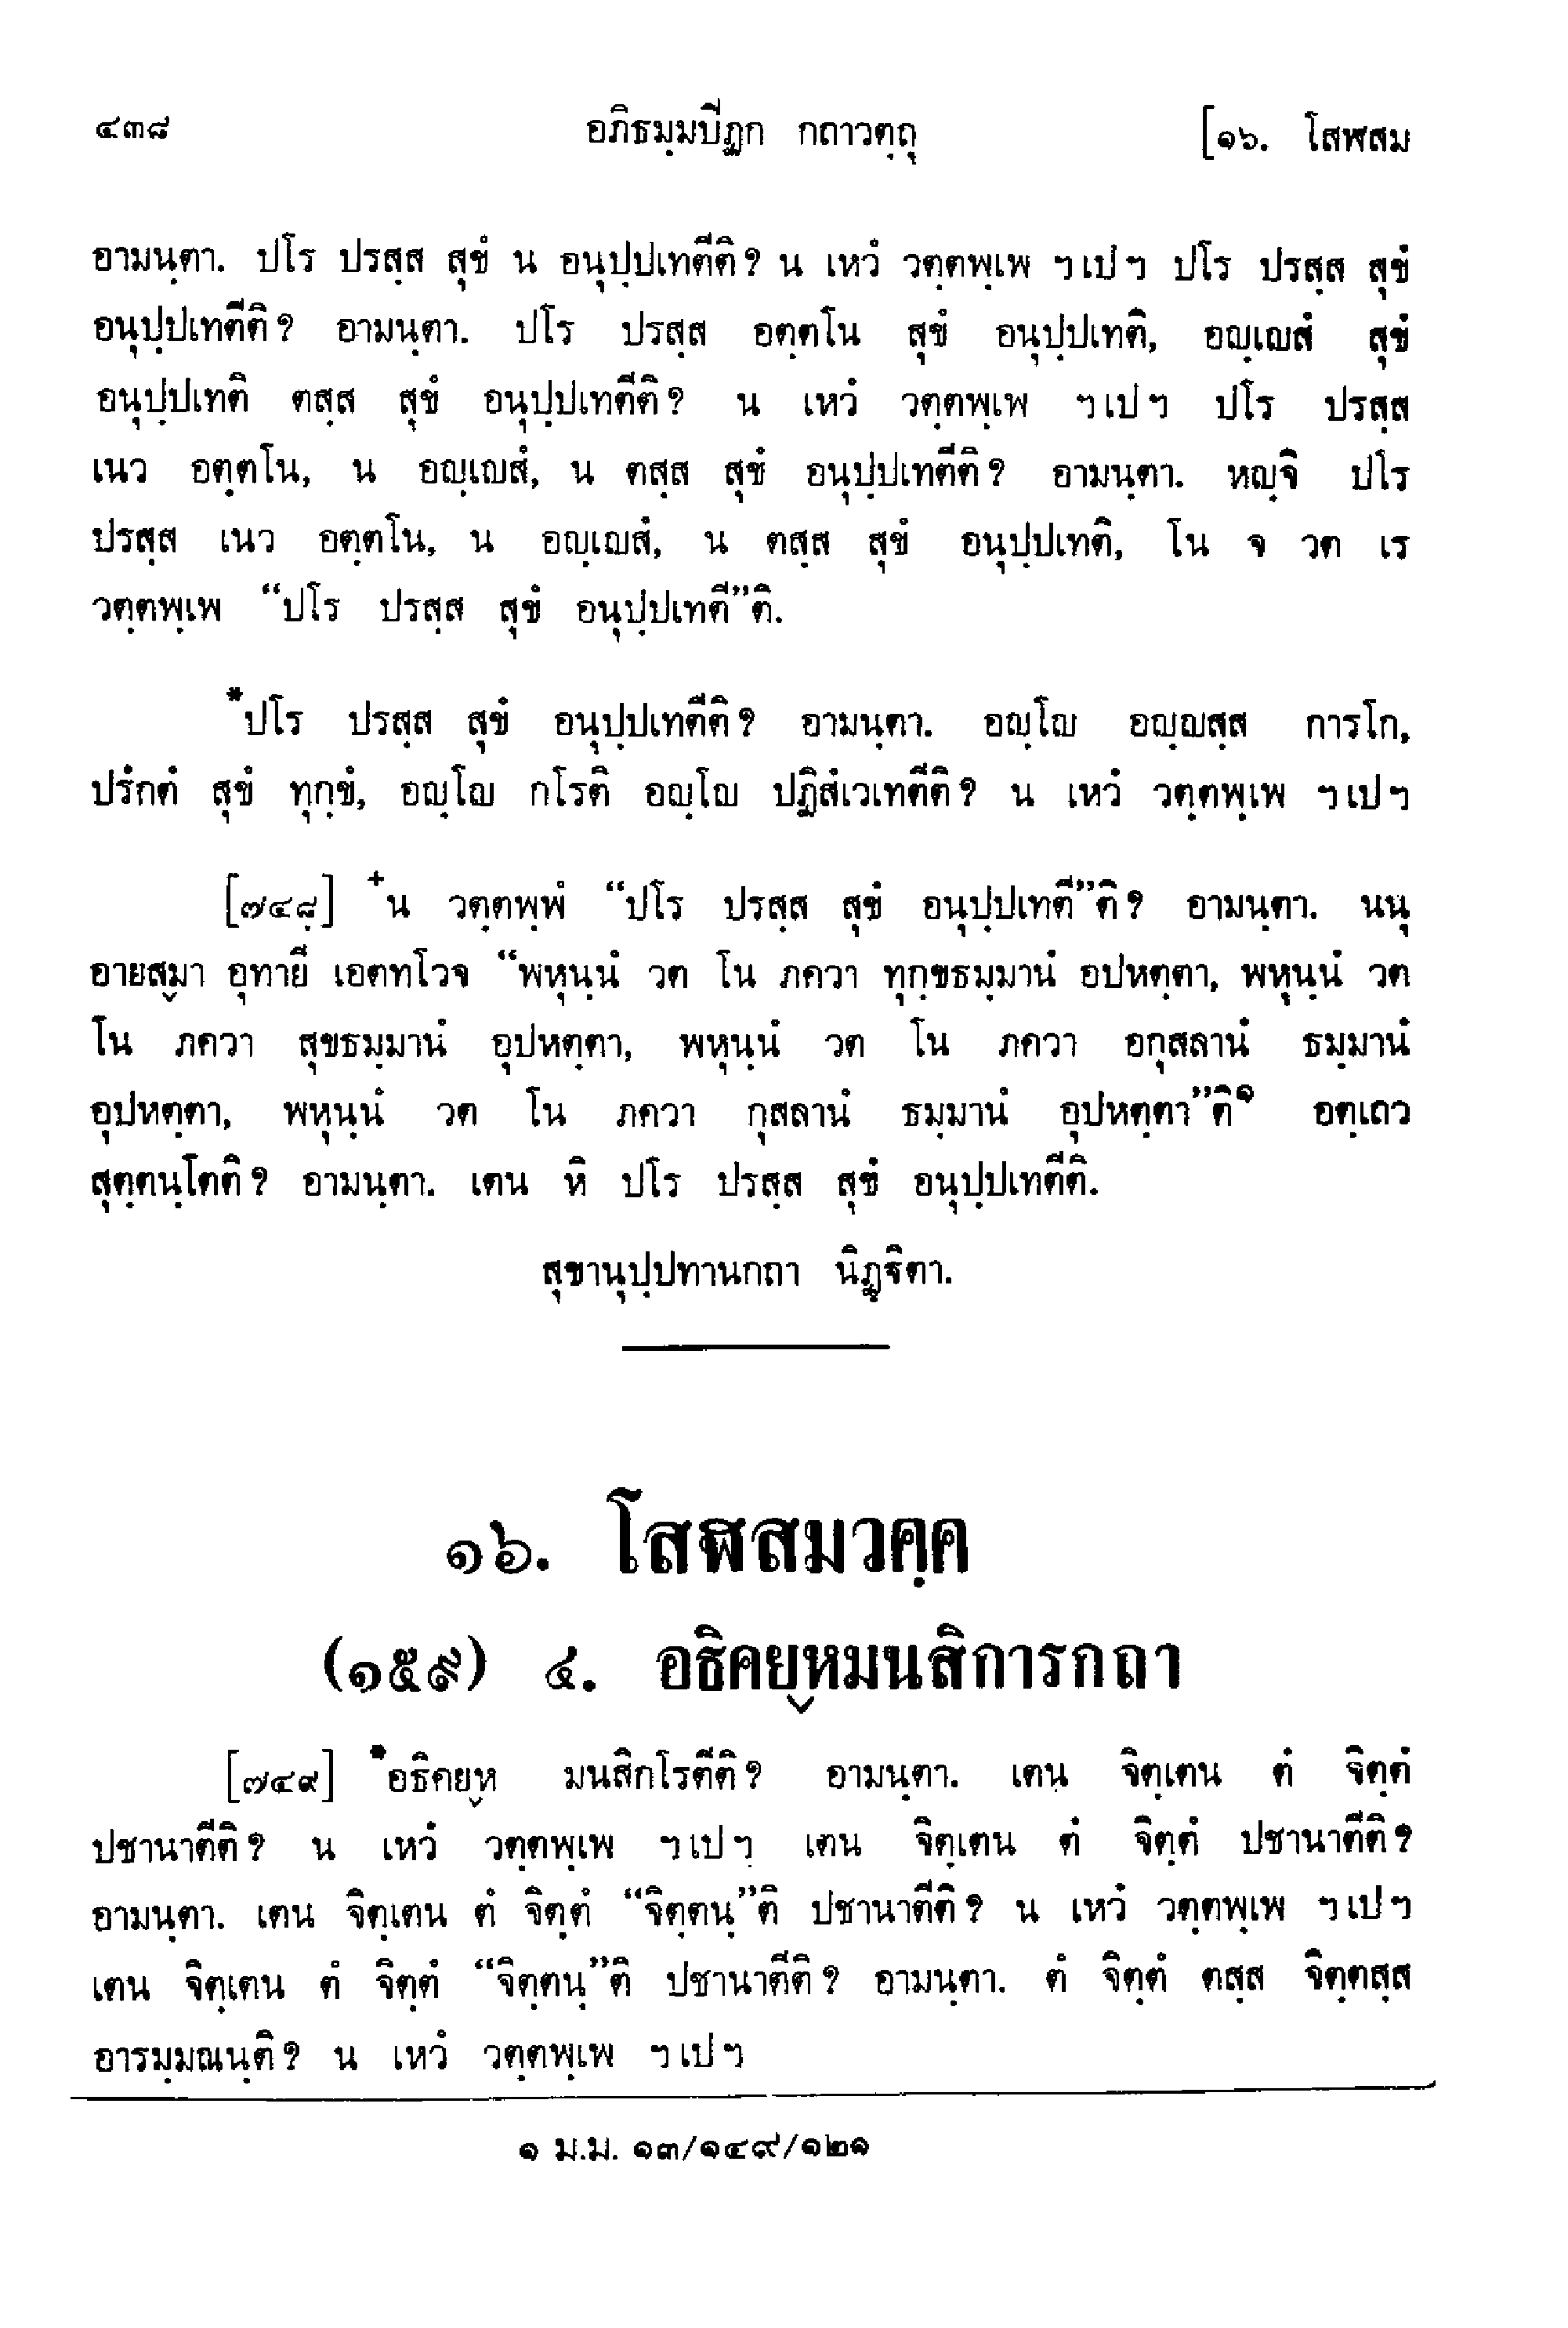 ๔๓๘ อภิธมฺมปีฏก กถาวตฺถุ [๑๖. โสฬสม
อามนฺตา. ปโร ปรสฺส สุขํ น อนุปฺปเทตีติ? น เหวํ วตฺตพฺเพ ฯเปฯ ปโร ปรสฺส สุขํ
อนุปฺปเทตีติ? อามนฺตา. ปโร ปรสฺส อตฺตโน สุขํ อนุปฺปเทติ, อญฺเญสํ สุขํ
อนุปฺปเทติ ตสฺส สุขํ อนุปฺปเทตีติ? น เหวํ วตฺตพฺเพ ฯเปฯ ปโร ปรสฺส
เนว อตฺตโน, น อญฺเญสํ, น ตสฺส สุขํ อนุปฺปเทตีติ? อามนฺตา. หญฺจิ ปโร
ปรสฺส เนว อตฺตโน, น อญฺเญสํ, น ตสฺส สุขํ อนุปฺปเทติ, โน จ วต เร
วตฺตพฺเพ “ปโร ปรสฺส สุขํ อนุปฺปเทตี”ติ.
*ปโร ปรสฺส สุขํ อนุปฺปเทตีติ? อามนฺตา. อญฺโญ อญฺญสฺส การโก,
ปรํกตํ สุขํ ทุกฺขํ, อญฺโญ กโรติ อญฺโญ ปฏิสํเวเทตีติ? น เหวํ วตฺตพฺเพ ฯเปฯ
[๗๔๘] +น วตฺตพฺพํ “ปโร ปรสฺส สุขํ อนุปฺปเทตี”ติ? อามนฺตา. นนุ
อายสฺมา อุทายี เอตทโวจ “พหุนฺนํ วต โน ภควา ทุกฺขธมฺมานํ อปหตฺตา, พหุนฺนํ วต
โน ภควา สุขธมฺมานํ อุปหตฺตา, พหุนฺนํ วต โน ภควา อกุสลานํ ธมฺมานํ
อุปหตฺตา, พหุนฺนํ วต โน ภควา กุสลานํ ธมฺมานํ อุปหตฺตา”ติ๑ อตฺเถว
สุตฺตนฺโตติ? อามนฺตา. เตน หิ ปโร ปรสฺส สุขํ อนุปฺปเทตีติ.
สุขานุปฺปทานกถา นิฏฺฐิตา.
๑๖. โสฬสมวคฺค
(๑๕๙) ๔. อธิคยฺหมนสิการกถา
[๗๔๙] *อธิคยฺห มนสิกโรตีติ? อามนฺตา. เตน จิตฺเตน ตํ จิตฺตํ
ปชานาตีติ? น เหวํ วตฺตพฺเพ ฯเปฯ เตน จิตฺเตน ตํ จิตฺตํ ปชานาตีติ?
อามนฺตา. เตน จิตฺเตน ตํ จิตฺตํ “จิตฺตนฺ”ติ ปชานาตีติ? น เหวํ วตฺตพฺเพ ฯเปฯ
เตน จิตฺเตน ตํ จิตฺตํ “จิตฺตนฺ”ติ ปชานาตีติ? อามนฺตา. ตํ จิตฺตํ ตสฺส จิตฺตสฺส
อารมฺมณนฺติ? น เหวํ วตฺตพฺเพ ฯเปฯ
๑ ม.ม. ๑๓/๑๔๙/๑๒๑